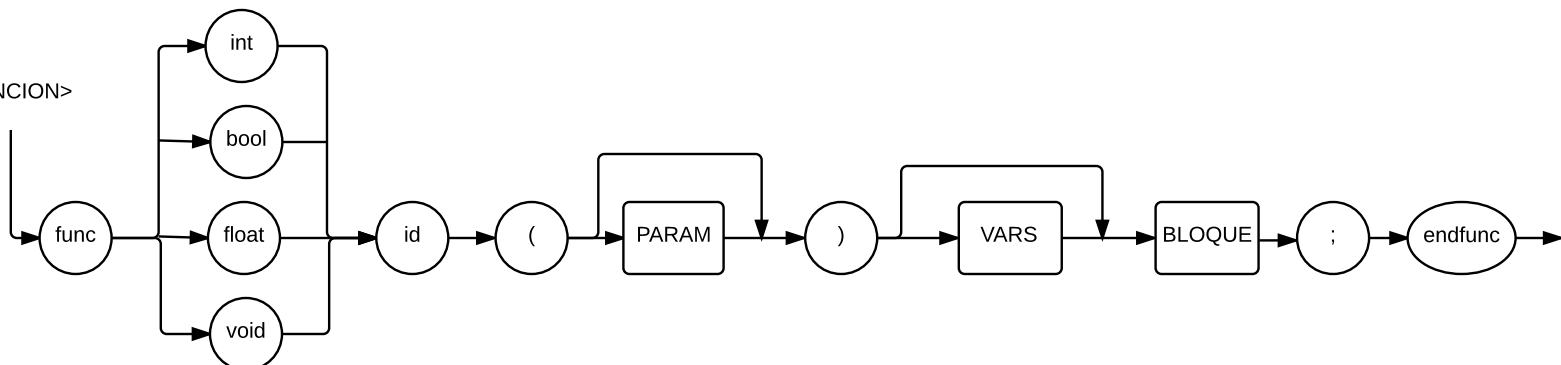 NCION>
func
int
bool
float
void
id
(
PARAM
)
VARS
BLOQUE
;
endfunc